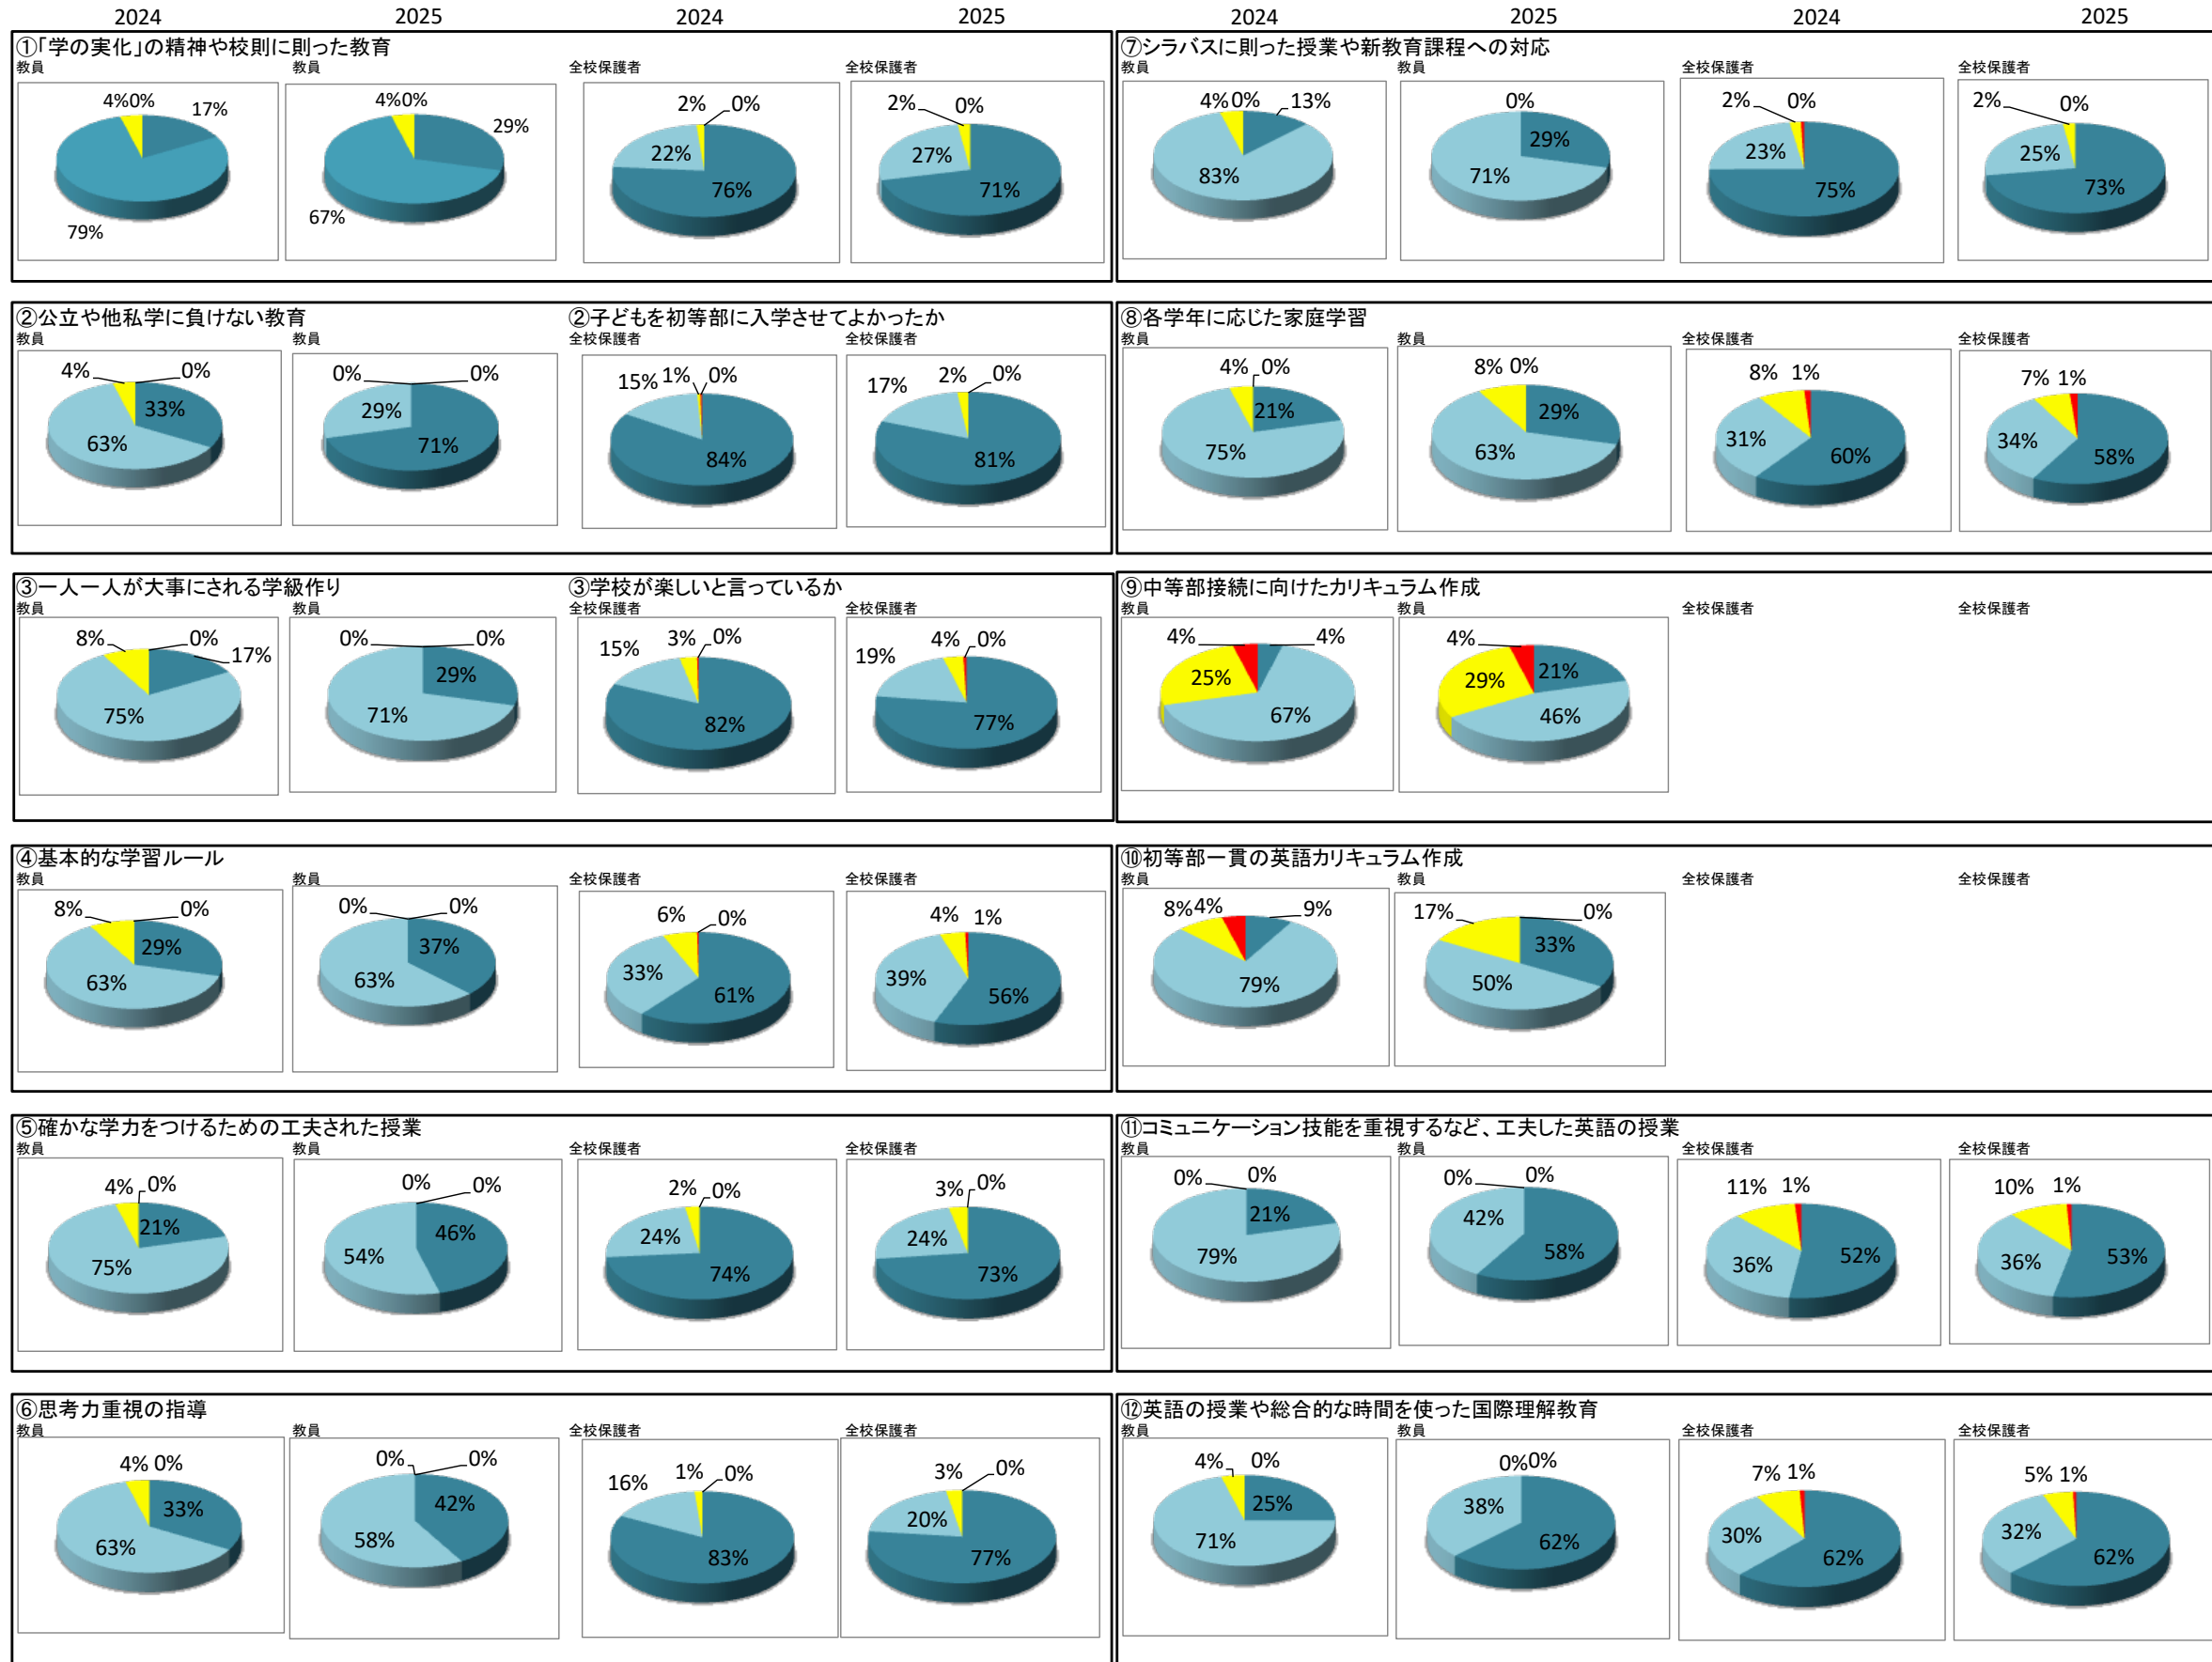 2024 2025 2024 2025 2024 2025 2024 2025
①「学の実化」の精神や校則に則った教育
教員 教員 全校保護者 全校保護者
4% 0% 17% 79%
4% 0% 29% 67%
2% 0% 22% 76%
2% 0% 27% 71%
⑦シラバスに則った授業や新教育課程への対応
教員 教員 全校保護者 全校保護者
4% 0% 13% 83%
0% 29% 71%
2% 0% 23% 75%
2% 0% 25% 73%
②公立や他私学に負けない教育 ②子どもを初等部に入学させてよかったか
教員 教員 全校保護者 全校保護者
4% 0% 33% 63%
0% 0% 29% 71%
15% 1% 0% 84%
17% 2% 0% 81%
⑧各学年に応じた家庭学習
教員 教員 全校保護者 全校保護者
4% 0% 21% 75%
8% 0% 29% 63%
8% 1% 31% 60%
7% 1% 34% 58%
③一人一人が大事にされる学級作り ③学校が楽しいと言っているか
教員 教員 全校保護者 全校保護者
8% 0% 17% 75%
0% 0% 29% 71%
15% 3% 0% 82%
19% 4% 0% 77%
⑨中等部接続に向けたカリキュラム作成
教員 教員 全校保護者 全校保護者
4% 4% 25% 67%
4% 21% 29% 46%
④基本的な学習ルール
教員 教員 全校保護者 全校保護者
8% 0% 29% 63%
0% 0% 37% 63%
6% 0% 33% 61%
4% 1% 39% 56%
⑩初等部一貫の英語カリキュラム作成
教員 教員 全校保護者 全校保護者
8% 4% 9% 79%
17% 0% 33% 50%
⑤確かな学力をつけるための工夫された授業
教員 教員 全校保護者 全校保護者
4% 0% 21% 75%
0% 0% 46% 54%
2% 0% 24% 74%
3% 0% 24% 73%
⑪コミュニケーション技能を重視するなど、工夫した英語の授業
教員 教員 全校保護者 全校保護者
0% 0% 21% 79%
0% 0% 42% 58%
11% 1% 36% 52%
10% 1% 36% 53%
⑥思考力重視の指導
教員 教員 全校保護者 全校保護者
4% 0% 33% 63%
0% 0% 42% 58%
16% 1% 0% 83%
3% 0% 20% 77%
⑫英語の授業や総合的な時間を使った国際理解教育
教員 教員 全校保護者 全校保護者
4% 0% 25% 71%
0% 0% 38% 62%
7% 1% 30% 62%
5% 1% 32% 62%